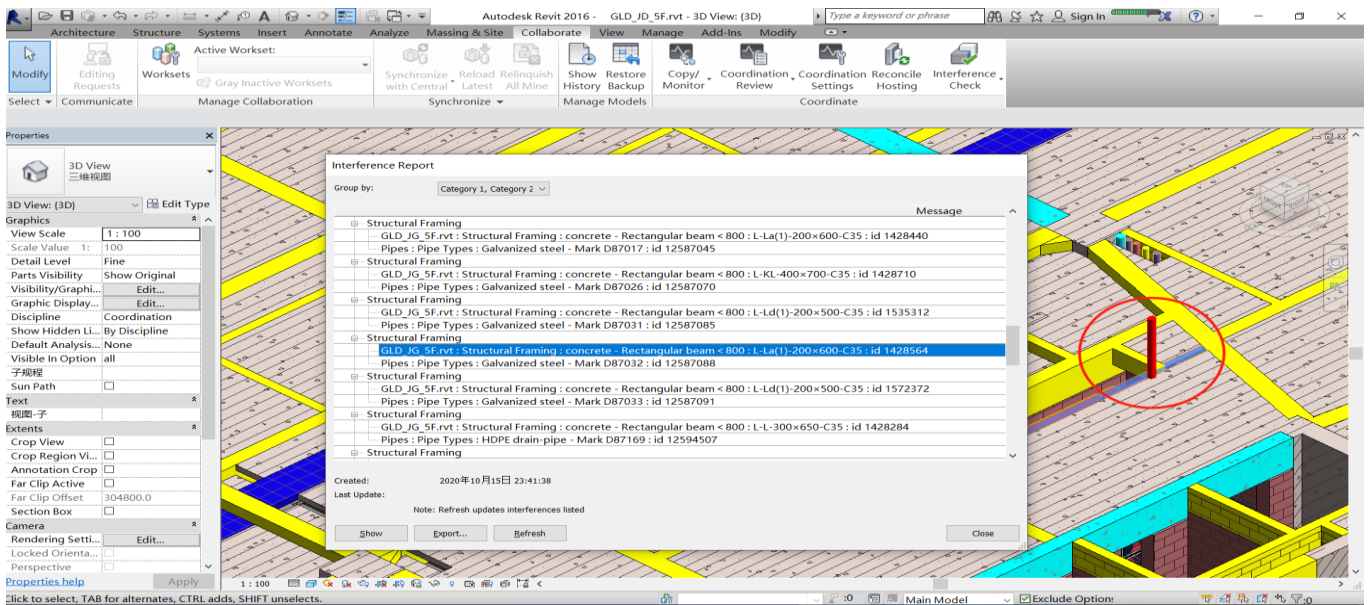 Autodesk Revit 2016 - GLD_JD_5F.rvt - 3D View: {3D}
Type a keyword or phrase
Sign In
Architecture Structure Systems Insert Annotate Analyze Massing & Site Collaborate View Manage Add-Ins Modify
Modify
Editing Requests
Worksets
Active Workset:
Gray Inactive Worksets
Synchronize with Central
Reload Latest
Relinquish All Mine
Show History
Restore Backup
Copy/ Monitor
Coordination Review
Coordination Settings
Reconcile Hosting
Interference Check
Select Communicate Manage Collaboration Synchronize Manage Models Coordinate
Properties
3D View
三维视图
3D View: {3D} Edit Type
Graphics
View Scale 1 : 100
Scale Value 1: 100
Detail Level Fine
Parts Visibility Show Original
Visibility/Graphi... Edit...
Graphic Display... Edit...
Discipline Coordination
Show Hidden Li... By Discipline
Default Analysis... None
Visible In Option all
子规程
Sun Path
Text
视图-子
Extents
Crop View
Crop Region Vi...
Annotation Crop
Far Clip Active
Far Clip Offset 304800.0
Section Box
Camera
Rendering Setti... Edit...
Locked Orienta...
Perspective
Properties help Apply
Interference Report
Group by: Category 1, Category 2
Message
Structural Framing
GLD_JG_5F.rvt : Structural Framing : concrete - Rectangular beam < 800 : L-La(1)-200×600-C35 : id 1428440
Pipes : Pipe Types : Galvanized steel - Mark D87017 : id 12587045
Structural Framing
GLD_JG_5F.rvt : Structural Framing : concrete - Rectangular beam < 800 : L-KL-400×700-C35 : id 1428710
Pipes : Pipe Types : Galvanized steel - Mark D87026 : id 12587070
Structural Framing
GLD_JG_5F.rvt : Structural Framing : concrete - Rectangular beam < 800 : L-Ld(1)-200×500-C35 : id 1535312
Pipes : Pipe Types : Galvanized steel - Mark D87031 : id 12587085
Structural Framing
GLD_JG_5F.rvt : Structural Framing : concrete - Rectangular beam < 800 : L-La(1)-200×600-C35 : id 1428564
Pipes : Pipe Types : Galvanized steel - Mark D87032 : id 12587088
Structural Framing
GLD_JG_5F.rvt : Structural Framing : concrete - Rectangular beam < 800 : L-Ld(1)-200×500-C35 : id 1572372
Pipes : Pipe Types : Galvanized steel - Mark D87033 : id 12587091
Structural Framing
GLD_JG_5F.rvt : Structural Framing : concrete - Rectangular beam < 800 : L-L-300×650-C35 : id 1428284
Pipes : Pipe Types : HDPE drain-pipe - Mark D87169 : id 12594507
Structural Framing
Created: 2020年10月15日 23:41:38
Last Update:
Note: Refresh updates interferences listed
Show Export... Refresh Close
1 : 100
Click to select, TAB for alternates, CTRL adds, SHIFT unselects.
:0 Main Model Exclude Option: :0